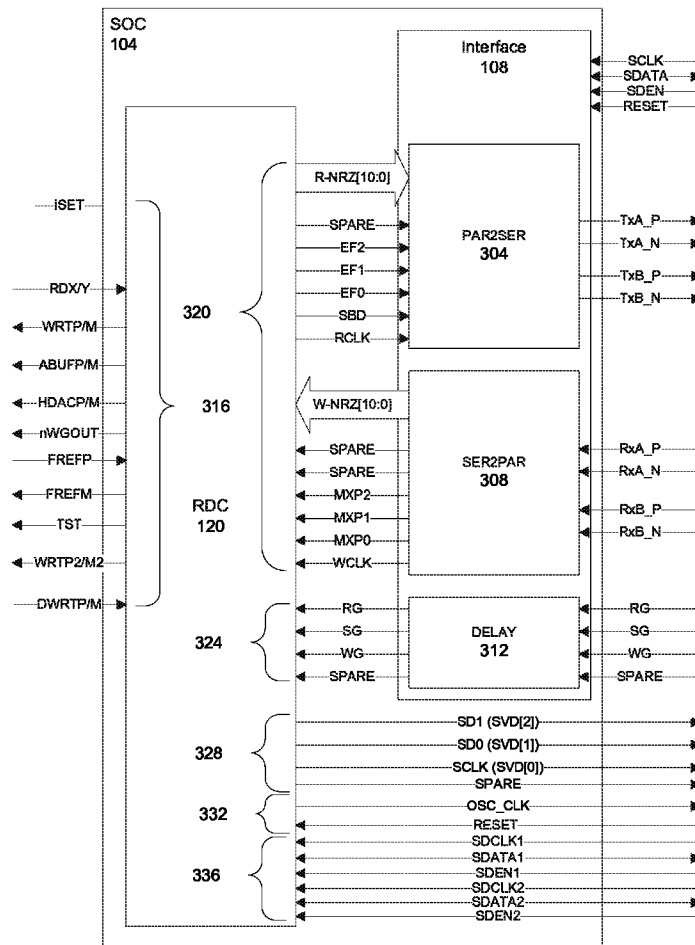 SOC
104
Interface
108
SCLK
SDATA
SDEN
RESET
R-NRZ[10:0]
PAR2SER
304
SPARE
EF2
EF1
EF0
SBD
RCLK
TxA_P
TxA_N
TxB_P
TxB_N
ISET
RDX/Y
WRTP/M
ABUFP/M
HDACP/M
nWGOUT
FREFP
FREFM
TST
WRTP2/M2
DWRTP/M
320
316
RDC
120
W-NRZ[10:0]
SER2PAR
308
SPARE
SPARE
MXP2
MXP1
MXP0
WCLK
RxA_P
RxA_N
RxB_P
RxB_N
324
RG
SG
WG
SPARE
DELAY
312
RG
SG
WG
SPARE
328
SD1 (SVD[2])
SD0 (SVD[1])
SCLK (SVD[0])
SPARE
332
OSC_CLK
RESET
336
SDCLK1
SDATA1
SDEN1
SDCLK2
SDATA2
SDEN2